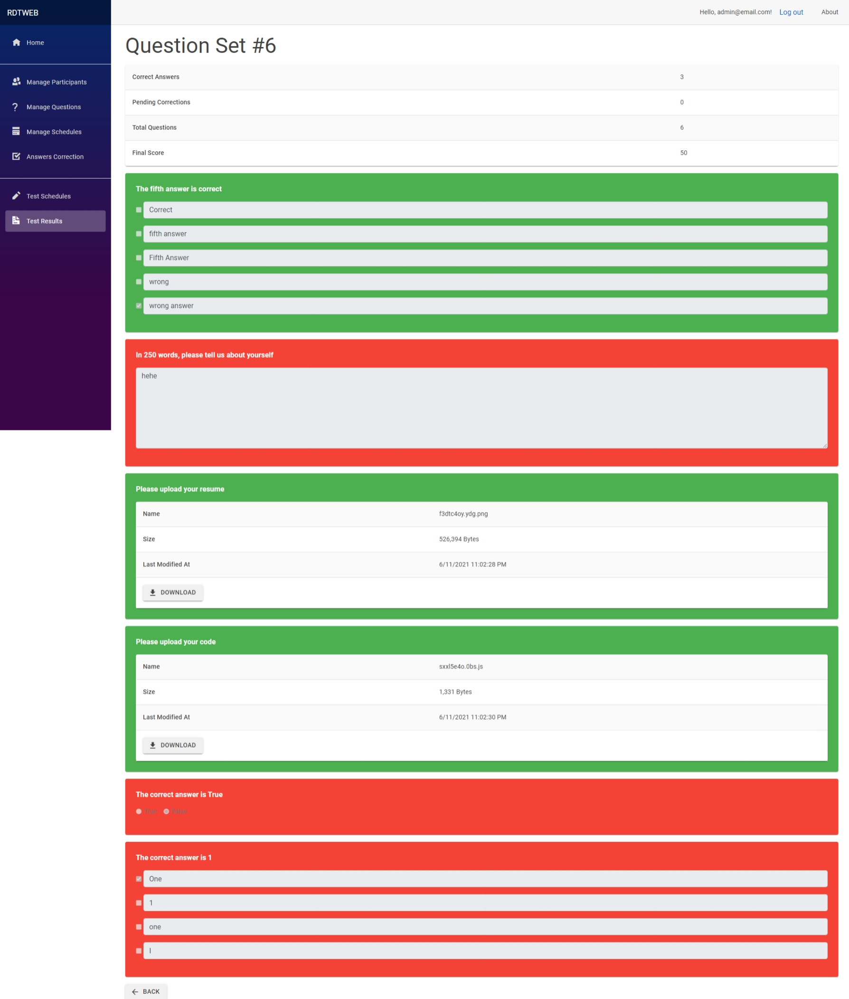 RDTWEB
Hello, admin@email.com! Log out About
Home
Manage Participants
Manage Questions
Manage Schedules
Answers Correction
Test Schedules
Test Results
Question Set #6
Correct Answers 3
Pending Corrections 0
Total Questions 6
Final Score 50
The fifth answer is correct
Correct
fifth answer
Fifth Answer
wrong
wrong answer
In 250 words, please tell us about yourself
hehe
Please upload your resume
Name f3dtc4oy.ydg.png
Size 526,394 Bytes
Last Modified At 6/11/2021 11:02:28 PM
DOWNLOAD
Please upload your code
Name sxxl5e4o.0bs.js
Size 1,331 Bytes
Last Modified At 6/11/2021 11:02:30 PM
DOWNLOAD
The correct answer is True
True False
The correct answer is 1
One
1
one
I
BACK